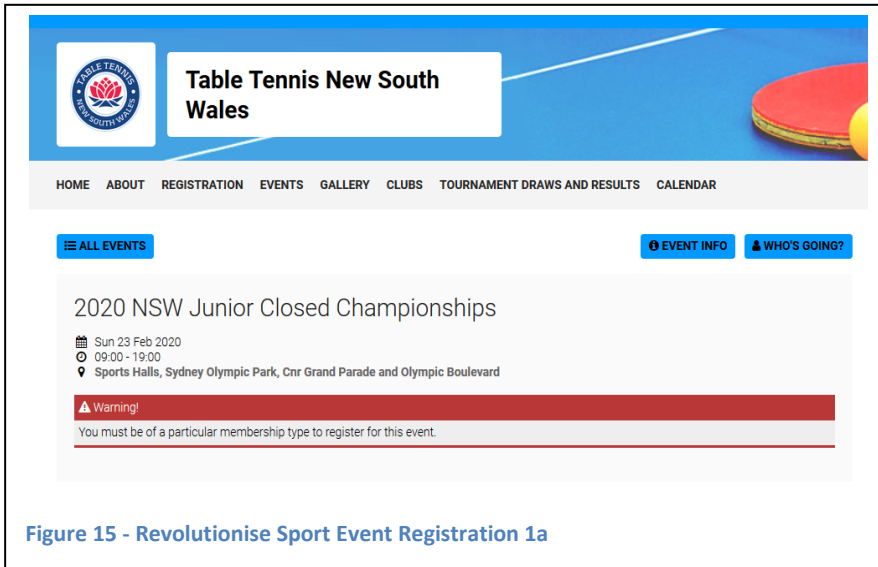 TABLE TENNIS
NEW SOUTH WALES
Table Tennis New South
Wales
HOME ABOUT REGISTRATION EVENTS GALLERY CLUBS TOURNAMENT DRAWS AND RESULTS CALENDAR
ALL EVENTS EVENT INFO WHO'S GOING?
2020 NSW Junior Closed Championships
Sun 23 Feb 2020
09:00 - 19:00
Sports Halls, Sydney Olympic Park, Cnr Grand Parade and Olympic Boulevard
Warning!
You must be of a particular membership type to register for this event.
Figure 15 - Revolutionise Sport Event Registration 1a